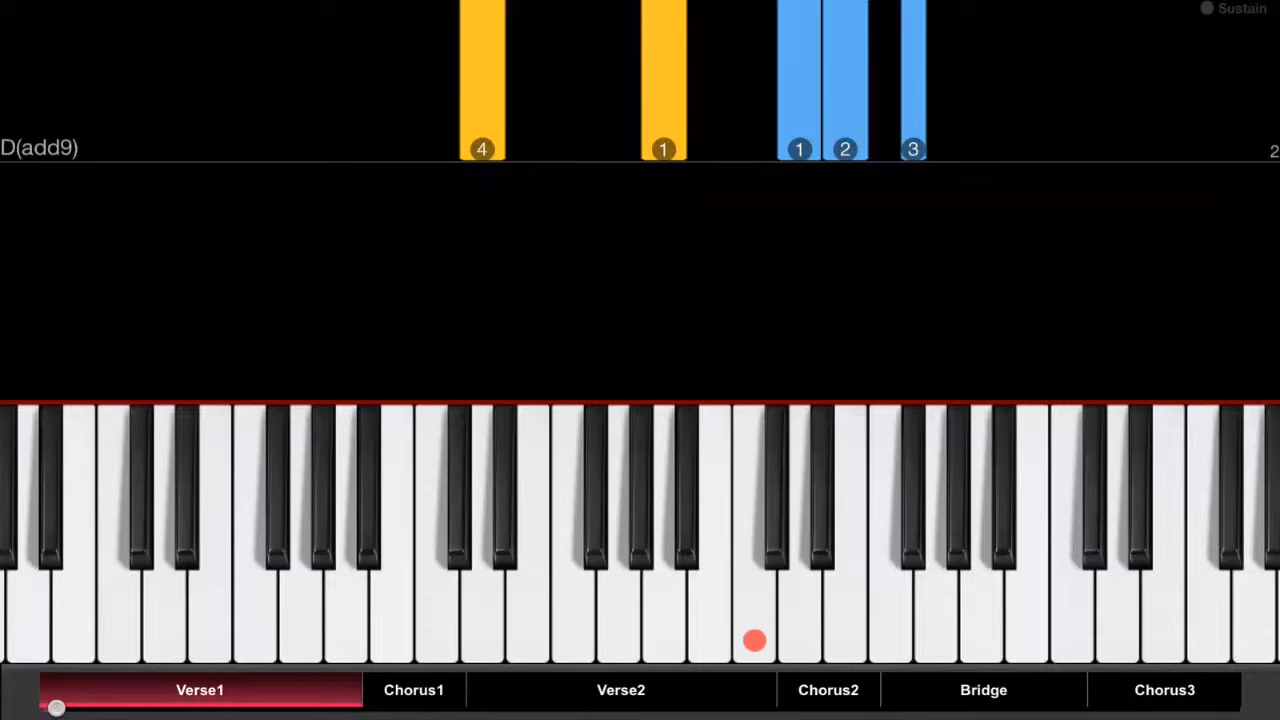 Sustain
D(add9)
4 1 1 2 3
2
Verse1 Chorus1 Verse2 Chorus2 Bridge Chorus3